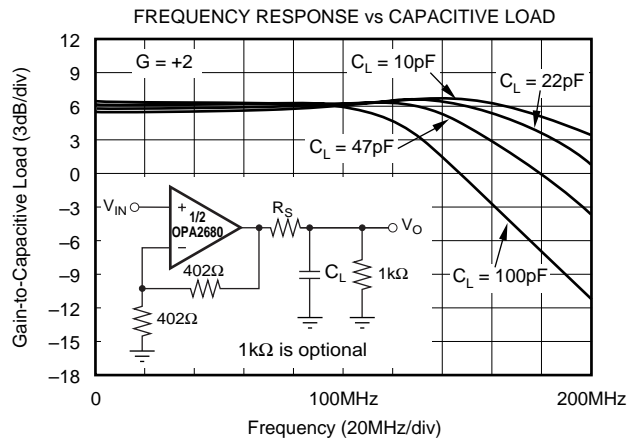 FREQUENCY RESPONSE vs CAPACITIVE LOAD
Gain-to-Capacitive Load (3dB/div)
12
9
6
3
0
–3
–6
–9
–12
–15
–18
G = +2
C_L = 10pF
C_L = 22pF
C_L = 47pF
C_L = 100pF
V_IN
+
1/2
OPA2680
–
R_S
V_O
402Ω
C_L
1kΩ
402Ω
1kΩ is optional
0
100MHz
200MHz
Frequency (20MHz/div)